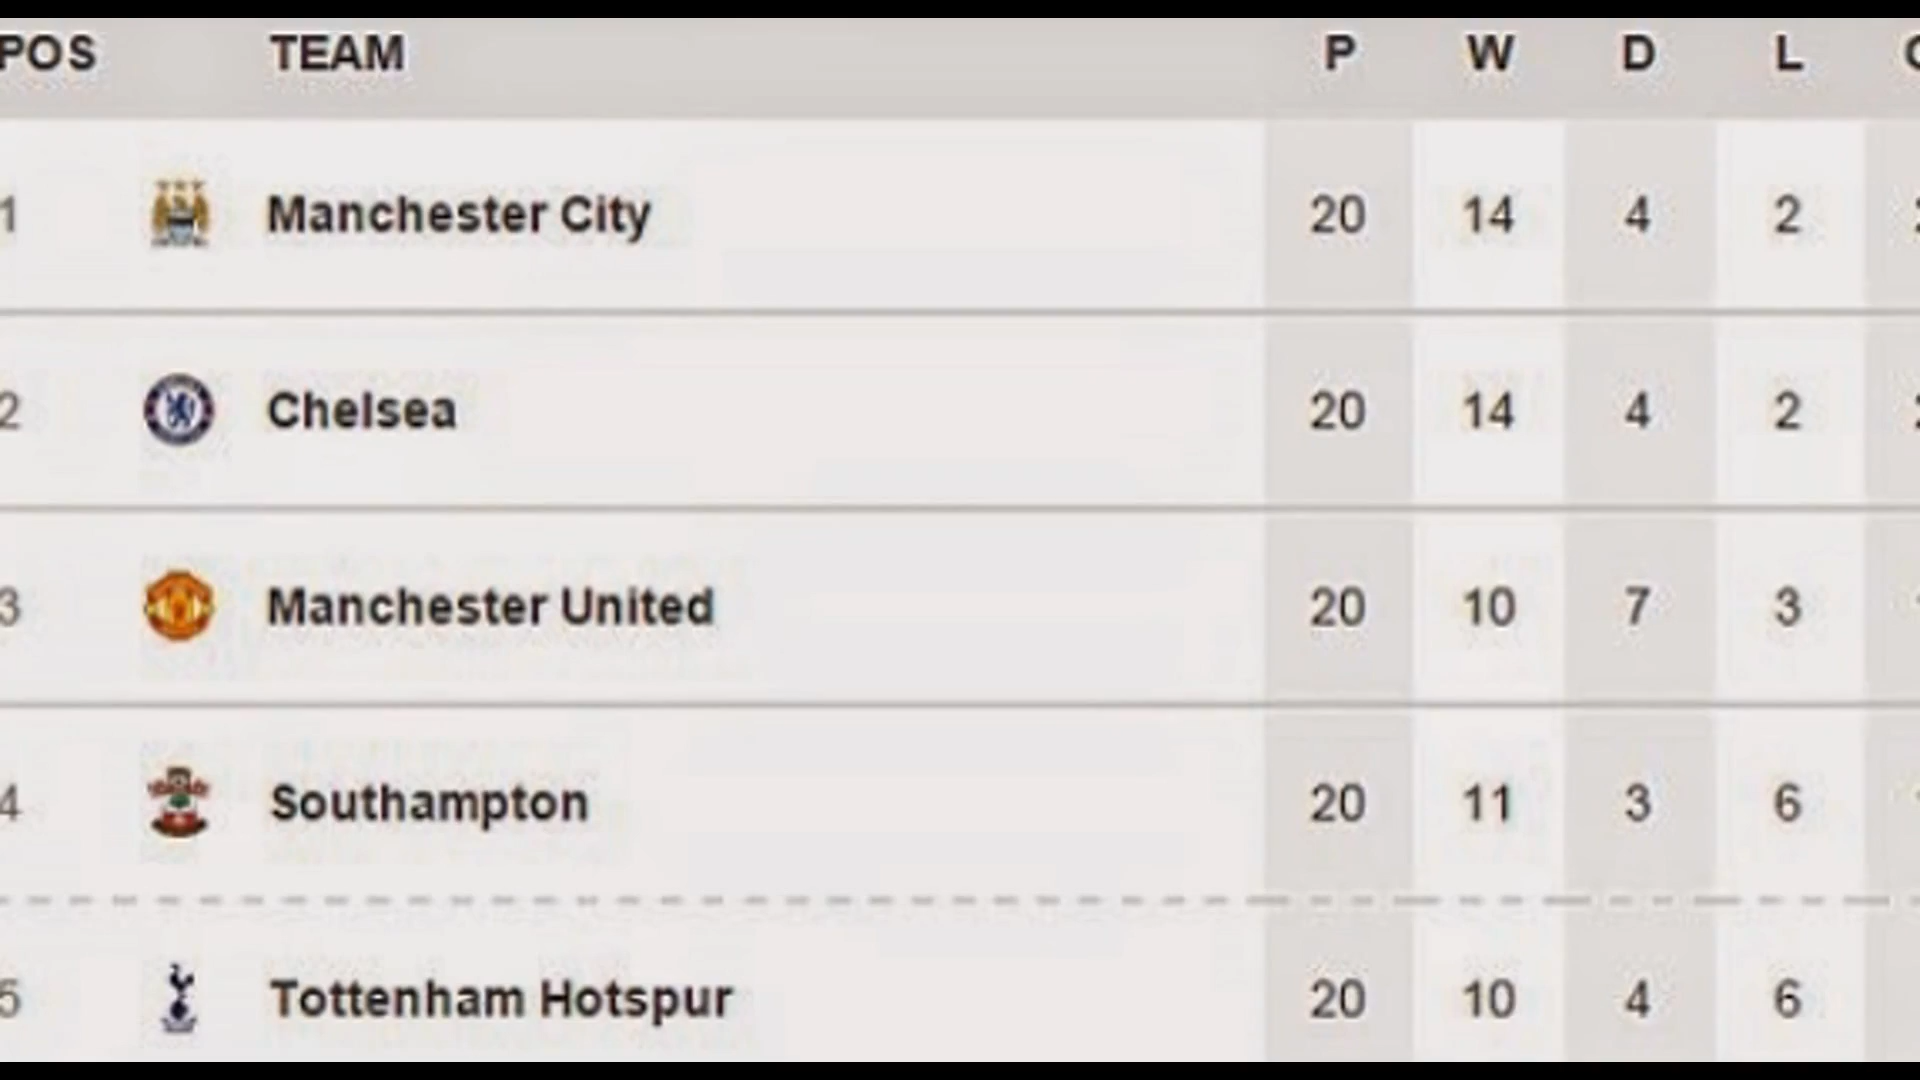 POS TEAM P W D L
1 Manchester City 20 14 4 2
2 Chelsea 20 14 4 2
3 Manchester United 20 10 7 3
4 Southampton 20 11 3 6
5 Tottenham Hotspur 20 10 4 6